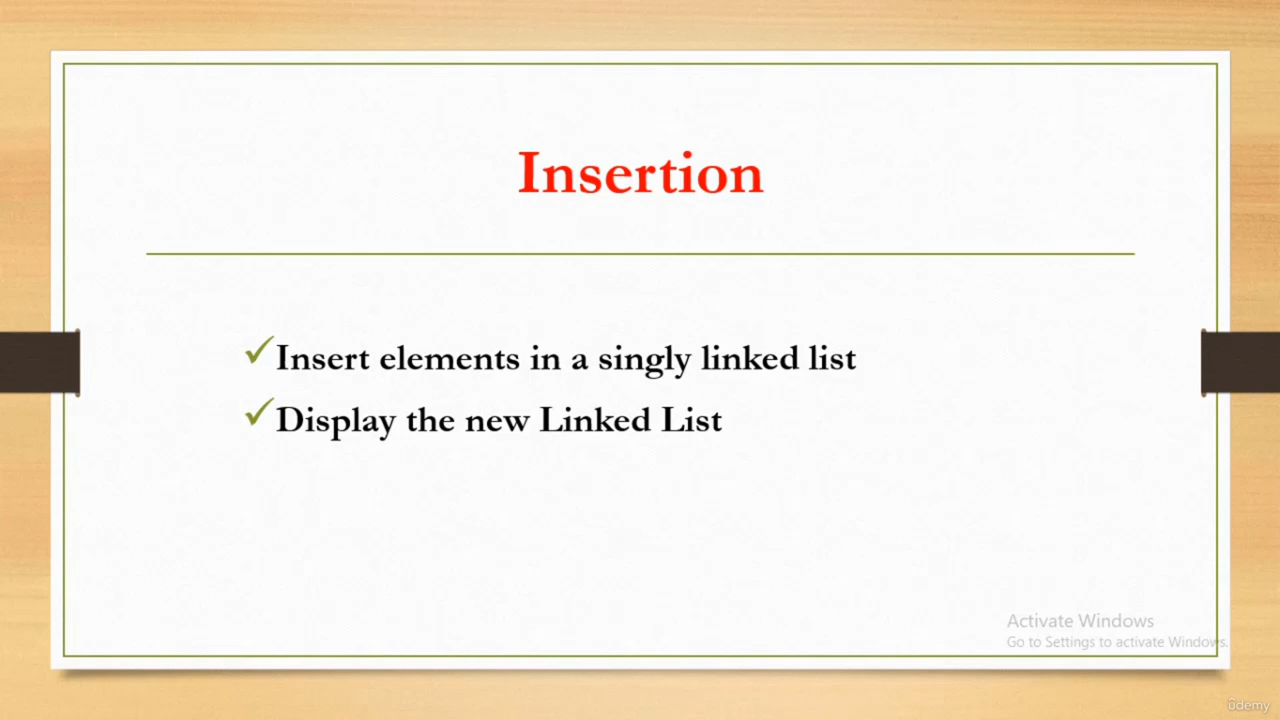 Insertion
Insert elements in a singly linked list
Display the new Linked List
Activate Windows
Go to Settings to activate Windows.
ûdemy